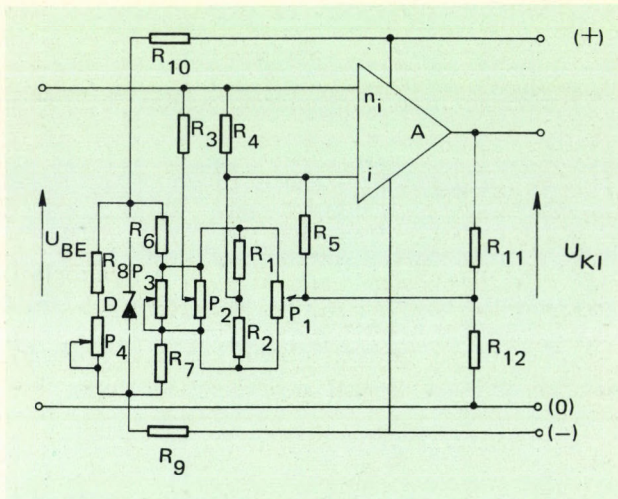 (+)
R10
ni
R3
R4
A
i
UBE
R6
R5
R11
UKI
R8
P3
R1
D
P2
P1
P4
R7
R2
R12
(0)
(-)
R9